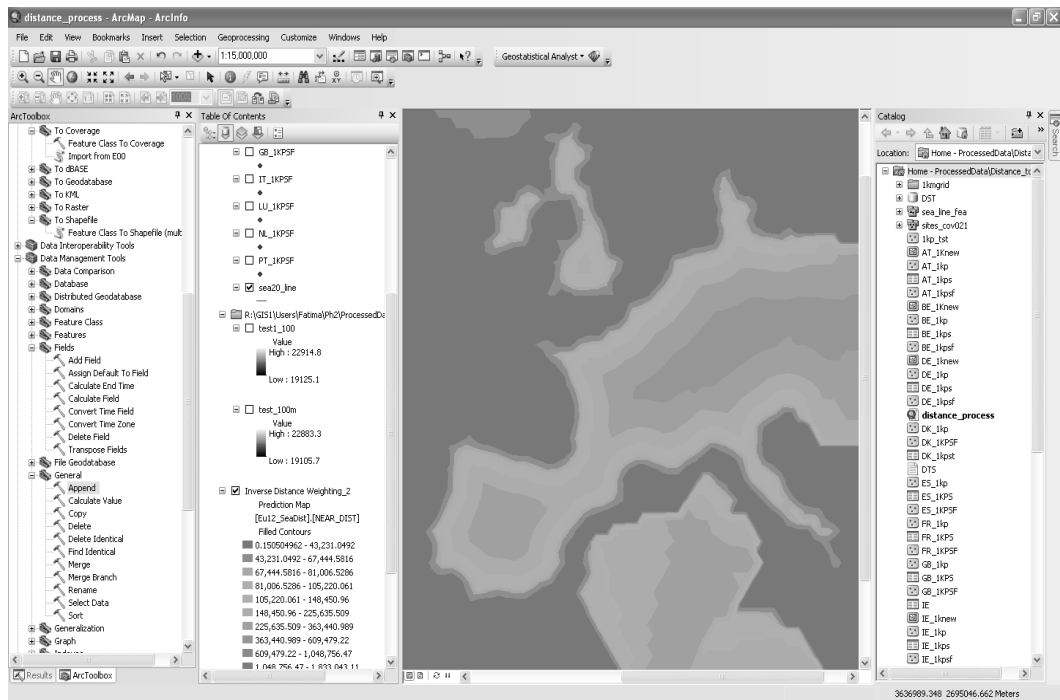 distance_process - ArcMap - ArcInfo
File Edit View Bookmarks Insert Selection Geoprocessing Customize Windows Help
1:15,000,000
Geostatistical Analyst
ArcToolbox
To Coverage
Feature Class To Coverage
Import from E00
To dBASE
To Geodatabase
To KML
To Raster
To Shapefile
Feature Class To Shapefile (mult
Data Interoperability Tools
Data Management Tools
Data Comparison
Database
Distributed Geodatabase
Domains
Feature Class
Features
Fields
Add Field
Assign Default To Field
Calculate End Time
Calculate Field
Convert Time Field
Convert Time Zone
Delete Field
Transpose Fields
File Geodatabase
General
Append
Calculate Value
Copy
Delete
Delete Identical
Find Identical
Merge
Merge Branch
Rename
Select Data
Sort
Generalization
Graph
Results ArcToolbox
Table Of Contents
GB_1KPSF
IT_1KPSF
LU_1KPSF
NL_1KPSF
PT_1KPSF
sea20_line
R:\GIS1\Users\Fatima\Ph2\ProcessedDa
test1_100
Value
High : 22914.8
Low : 19125.1
test_100m
Value
High : 22883.3
Low : 19105.7
Inverse Distance Weighting_2
Prediction Map
[Eu12_SeaDist].[NEAR_DIST]
Filled Contours
0.150504962 - 43,231.0492
43,231.0492 - 67,444.5816
67,444.5816 - 81,006.5286
81,006.5286 - 105,220.061
105,220.061 - 148,450.96
148,450.96 - 225,635.509
225,635.509 - 363,440.989
363,440.989 - 609,479.22
609,479.22 - 1,048,756.47
1,048,756.47 - 1,833,043.11
Catalog
Search
Location: Home - ProcessedData\Dista
Home - ProcessedData\Distance_to
1kmgrid
DST
sea_line_fea
sites_cov021
1kp_tst
AT_1Knew
AT_1kp
AT_1kps
AT_1kpsf
BE_1Knew
BE_1kp
BE_1kps
BE_1kpsf
DE_1knew
DE_1kp
DE_1kps
DE_1kpsf
distance_process
DK_1kp
DK_1KPSF
DK_1kpst
DTS
ES_1kp
ES_1KPS
ES_1KPSF
FR_1kp
FR_1KPS
FR_1KPSF
GB_1kp
GB_1KPS
GB_1KPSF
IE
IE_1knew
IE_1kp
IE_1kps
IE_1kpsf
3636989.348 2695046.662 Meters